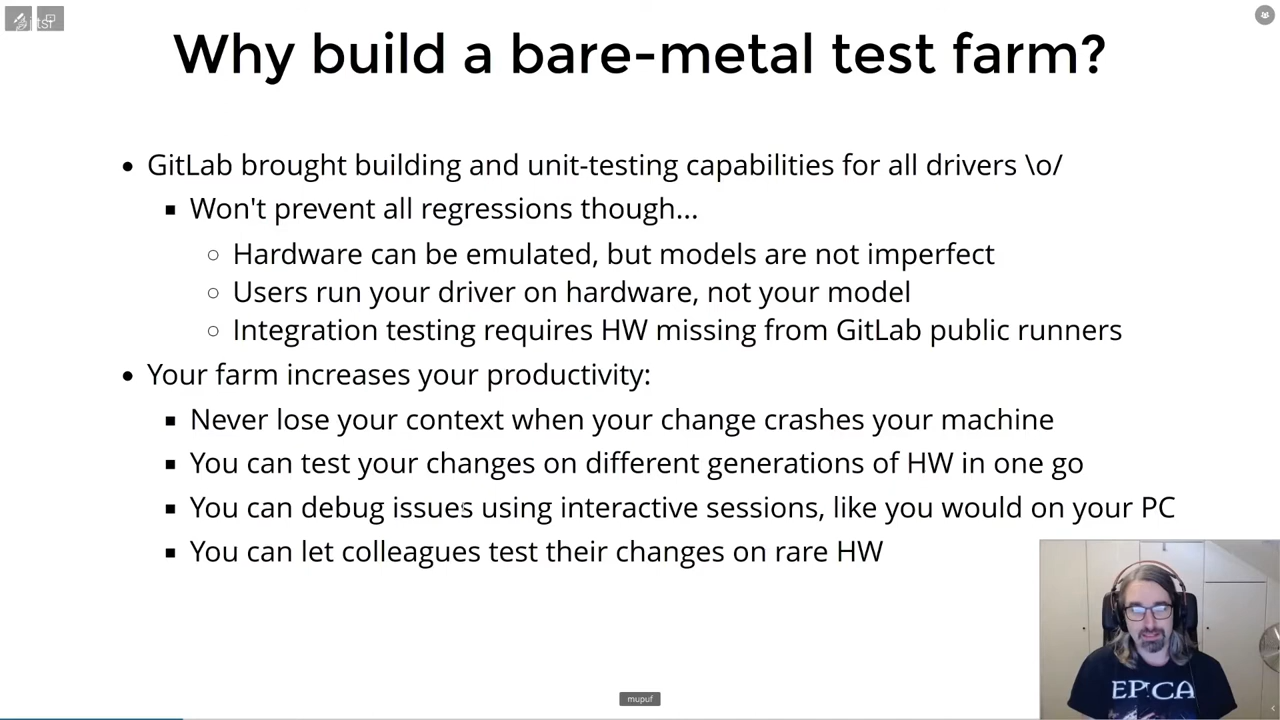 Why build a bare-metal test farm?
GitLab brought building and unit-testing capabilities for all drivers \o/
Won't prevent all regressions though...
Hardware can be emulated, but models are not imperfect
Users run your driver on hardware, not your model
Integration testing requires HW missing from GitLab public runners
Your farm increases your productivity:
Never lose your context when your change crashes your machine
You can test your changes on different generations of HW in one go
You can debug issues using interactive sessions, like you would on your PC
You can let colleagues test their changes on rare HW
EPICA
mupuf